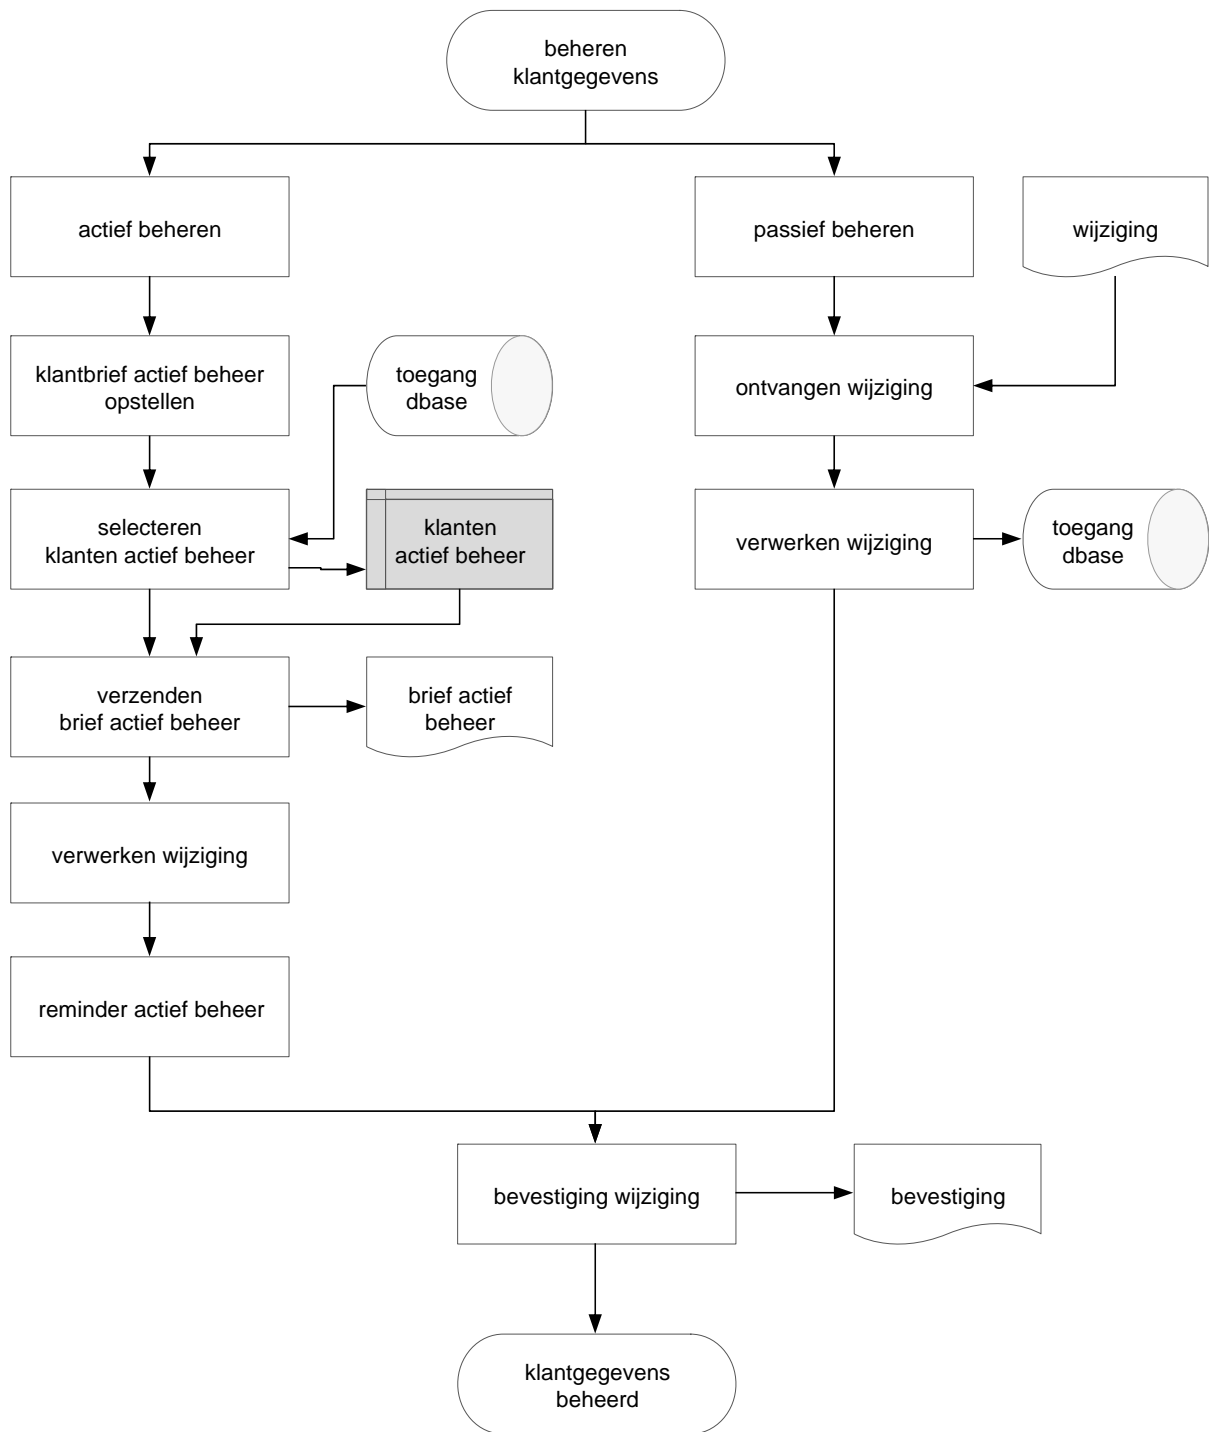 beheren
klantgegevens
actief beheren
passief beheren
wijziging
klantbrief actief beheer
opstellen
toegang
dbase
ontvangen wijziging
selecteren
klanten actief beheer
klanten
actief beheer
verwerken wijziging
toegang
dbase
verzenden
brief actief beheer
brief actief
beheer
verwerken wijziging
reminder actief beheer
bevestiging wijziging
bevestiging
klantgegevens
beheerd